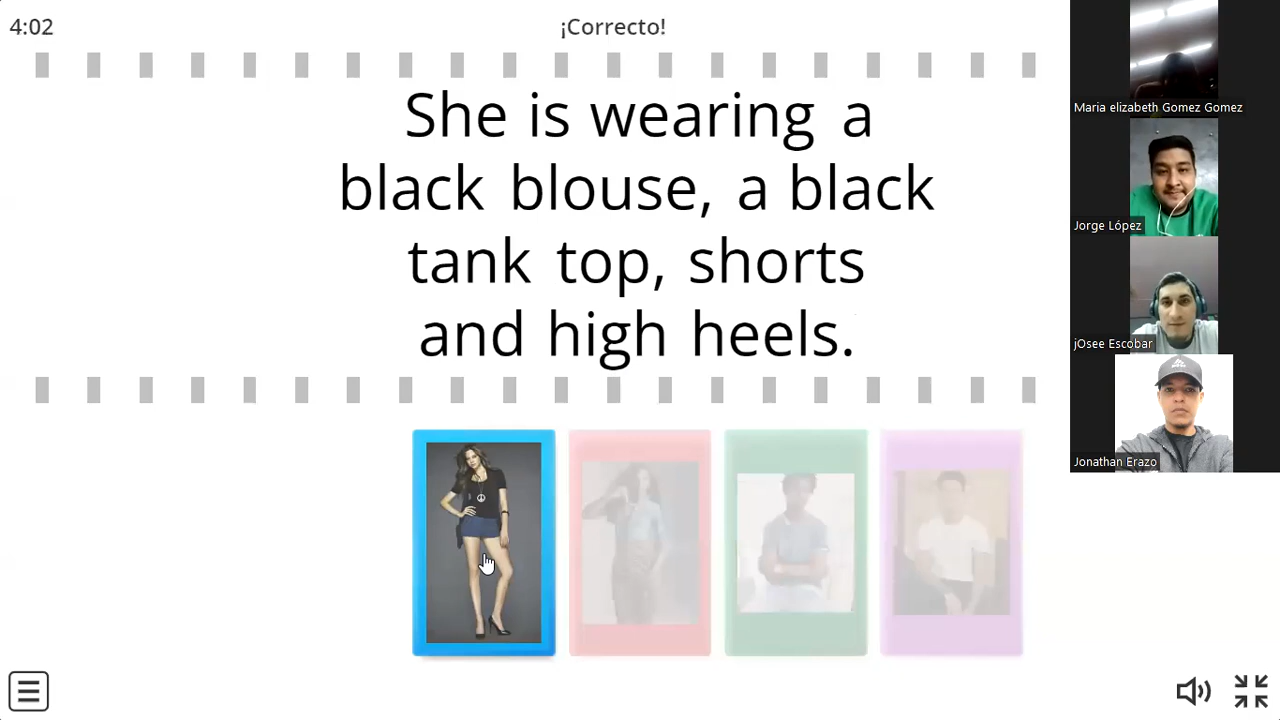 4:02
¡Correcto!
She is wearing a
black blouse, a black
tank top, shorts
and high heels.
Maria elizabeth Gomez Gomez
Jorge López
jOsee Escobar
Jonathan Erazo